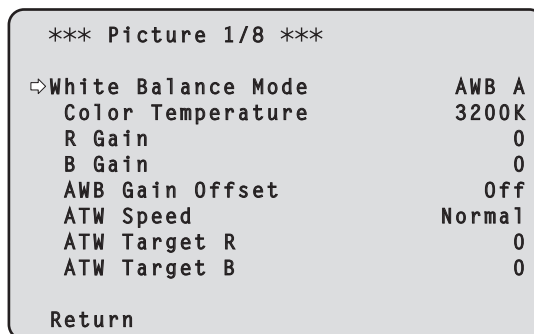 *** Picture 1/8 ***
⇨White Balance Mode AWB A
Color Temperature 3200K
R Gain 0
B Gain 0
AWB Gain Offset Off
ATW Speed Normal
ATW Target R 0
ATW Target B 0
Return